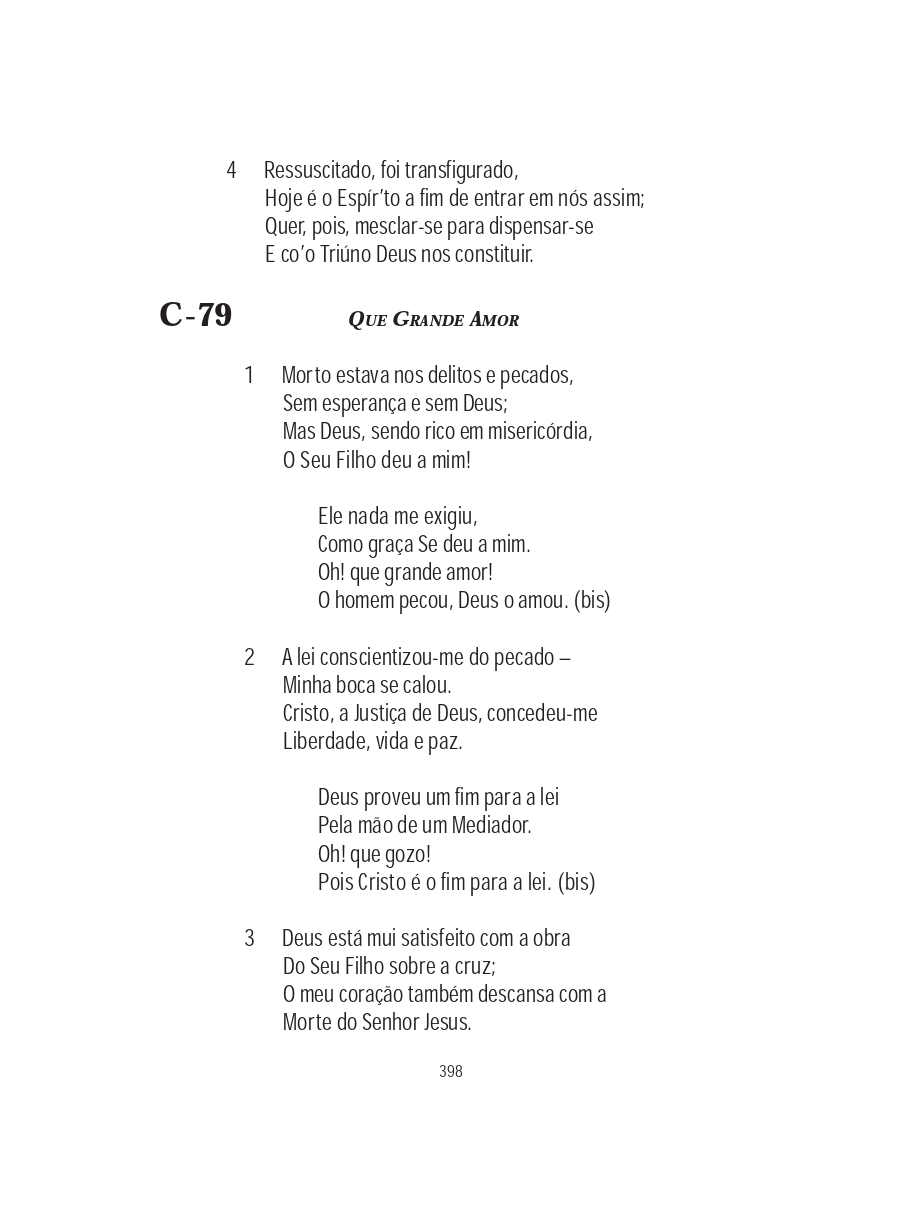 4 Ressuscitado, foi transfigurado,
Hoje é o Espír’to a fim de entrar em nós assim;
Quer, pois, mesclar-se para dispensar-se
E co’o Triúno Deus nos constituir.
C-79 Que Grande Amor
1 Morto estava nos delitos e pecados,
Sem esperança e sem Deus;
Mas Deus, sendo rico em misericórdia,
O Seu Filho deu a mim!
Ele nada me exigiu,
Como graça Se deu a mim.
Oh! que grande amor!
O homem pecou, Deus o amou. (bis)
2 A lei conscientizou-me do pecado –
Minha boca se calou.
Cristo, a Justiça de Deus, concedeu-me
Liberdade, vida e paz.
Deus proveu um fim para a lei
Pela mão de um Mediador.
Oh! que gozo!
Pois Cristo é o fim para a lei. (bis)
3 Deus está mui satisfeito com a obra
Do Seu Filho sobre a cruz;
O meu coração também descansa com a
Morte do Senhor Jesus.
398